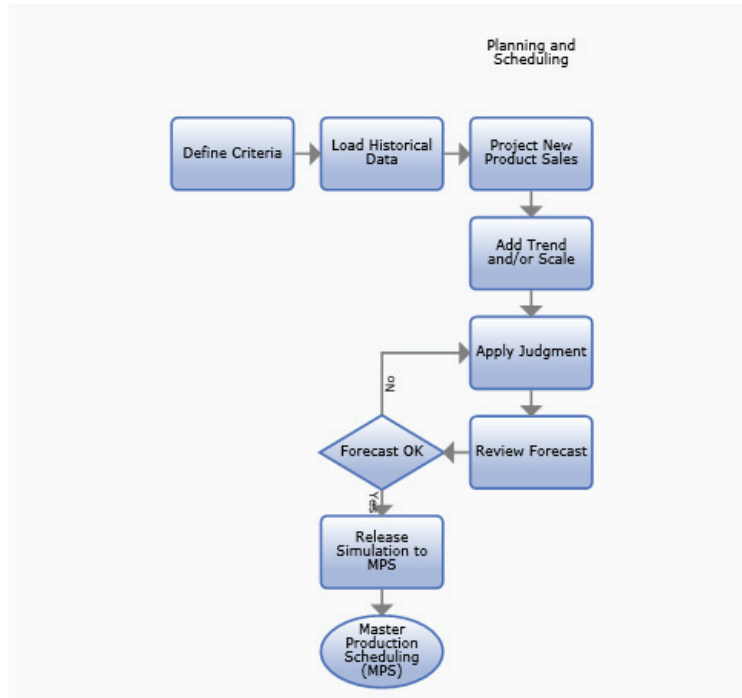 Planning and
Scheduling
Define Criteria
Load Historical
Data
Project New
Product Sales
Add Trend
and/or Scale
Apply Judgment
No
Forecast OK
Review Forecast
Yes
Release
Simulation to
MPS
Master
Production
Scheduling
(MPS)